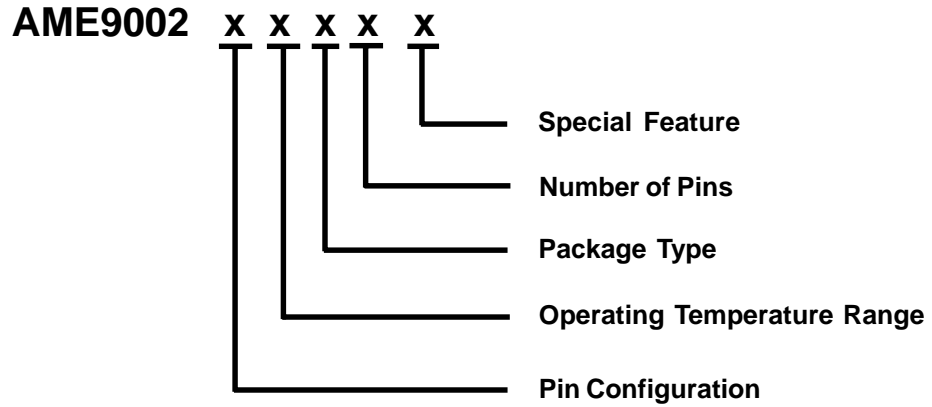 AME9002 x x x x x
Special Feature
Number of Pins
Package Type
Operating Temperature Range
Pin Configuration